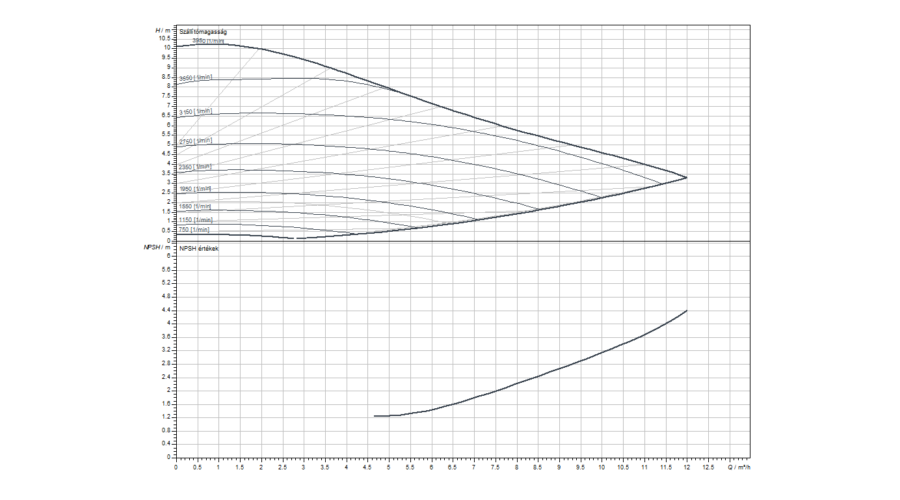 H / m
Szállítómagasság
10.5
10
9.5
9
8.5
8
7.5
7
6.5
6
5.5
5
4.5
4
3.5
3
2.5
2
1.5
1
0.5
0
3950 [1/min]
3550 [1/min]
3150 [1/min]
2750 [1/min]
2350 [1/min]
1950 [1/min]
1550 [1/min]
1150 [1/min]
750 [1/min]
NPSH / m
NPSH értékek
6
5.6
5.2
4.8
4.4
4
3.6
3.2
2.8
2.4
2
1.6
1.2
0.8
0.4
0
0 0.5 1 1.5 2 2.5 3 3.5 4 4.5 5 5.5 6 6.5 7 7.5 8 8.5 9 9.5 10 10.5 11 11.5 12 12.5 Q / m³/h